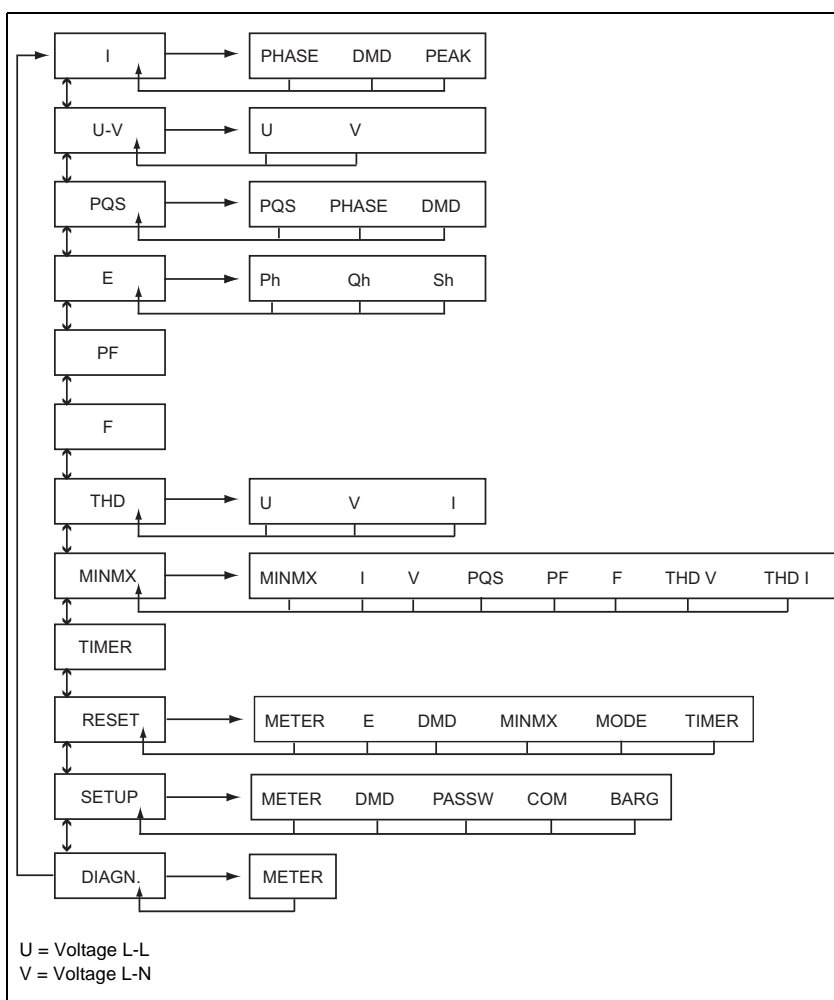 I PHASE DMD PEAK
U-V U V
PQS PQS PHASE DMD
E Ph Qh Sh
PF
F
THD U V I
MINMX MINMX I V PQS PF F THD V THD I
TIMER
RESET METER E DMD MINMX MODE TIMER
SETUP METER DMD PASSW COM BARG
DIAGN. METER
U = Voltage L-L
V = Voltage L-N